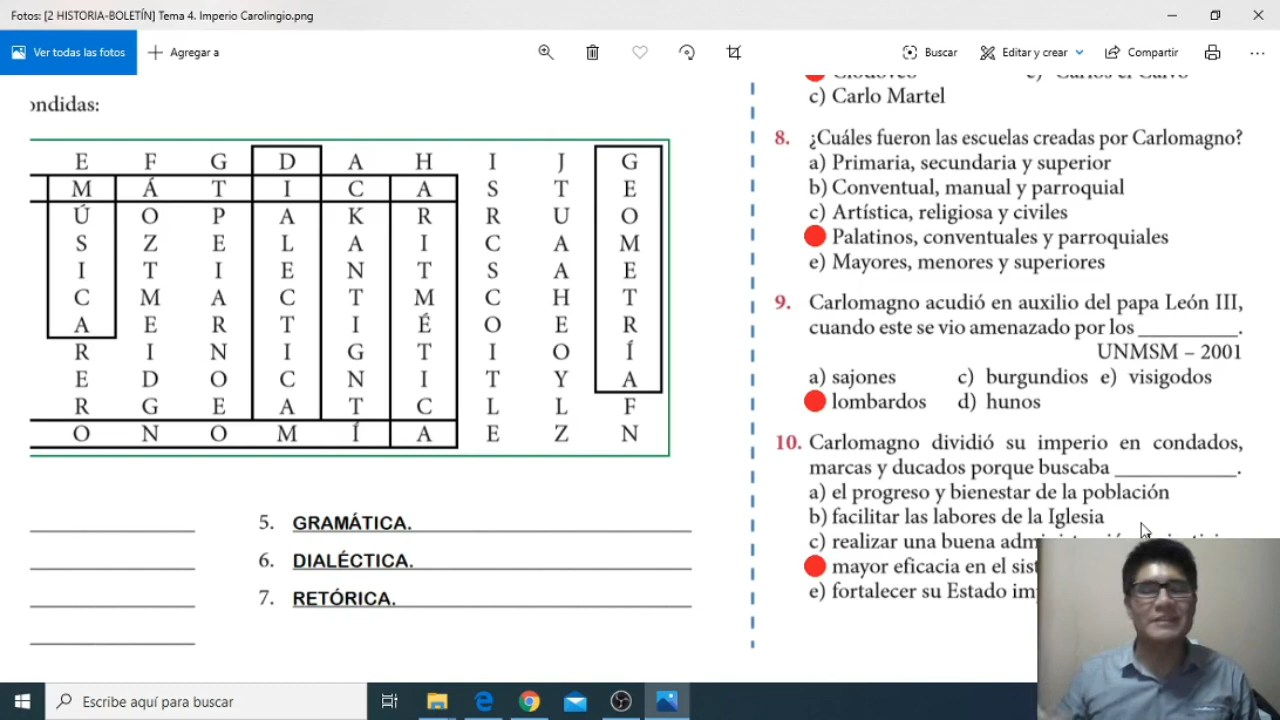 Fotos: [2 HISTORIA-BOLETÍN] Tema 4. Imperio Carolingio.png
Ver todas las fotos
Agregar a
Buscar
Editar y crear
Compartir
ondidas:
E F G D A H I J G
M Á T I C A S T E
Ú O P A K R R U O
S Z E L A I C A M
I T I E N T S A E
C M A C T M C H T
A E R T I É O E R
R I N I G T I O Í
E D O C N I T Y A
R G E A T C L L F
O N O M Í A E Z N
5. GRAMÁTICA.
6. DIALÉCTICA.
7. RETÓRICA.
c) Carlo Martel
8. ¿Cuáles fueron las escuelas creadas por Carlomagno?
a) Primaria, secundaria y superior
b) Conventual, manual y parroquial
c) Artística, religiosa y civiles
Palatinos, conventuales y parroquiales
e) Mayores, menores y superiores
9. Carlomagno acudió en auxilio del papa León III,
cuando este se vio amenazado por los __________.
UNMSM – 2001
a) sajones c) burgundios e) visigodos
lombardos d) hunos
10. Carlomagno dividió su imperio en condados,
marcas y ducados porque buscaba ____________.
a) el progreso y bienestar de la población
b) facilitar las labores de la Iglesia
c) realizar una buena adm
mayor eficacia en el sis
e) fortalecer su Estado im
Escribe aquí para buscar